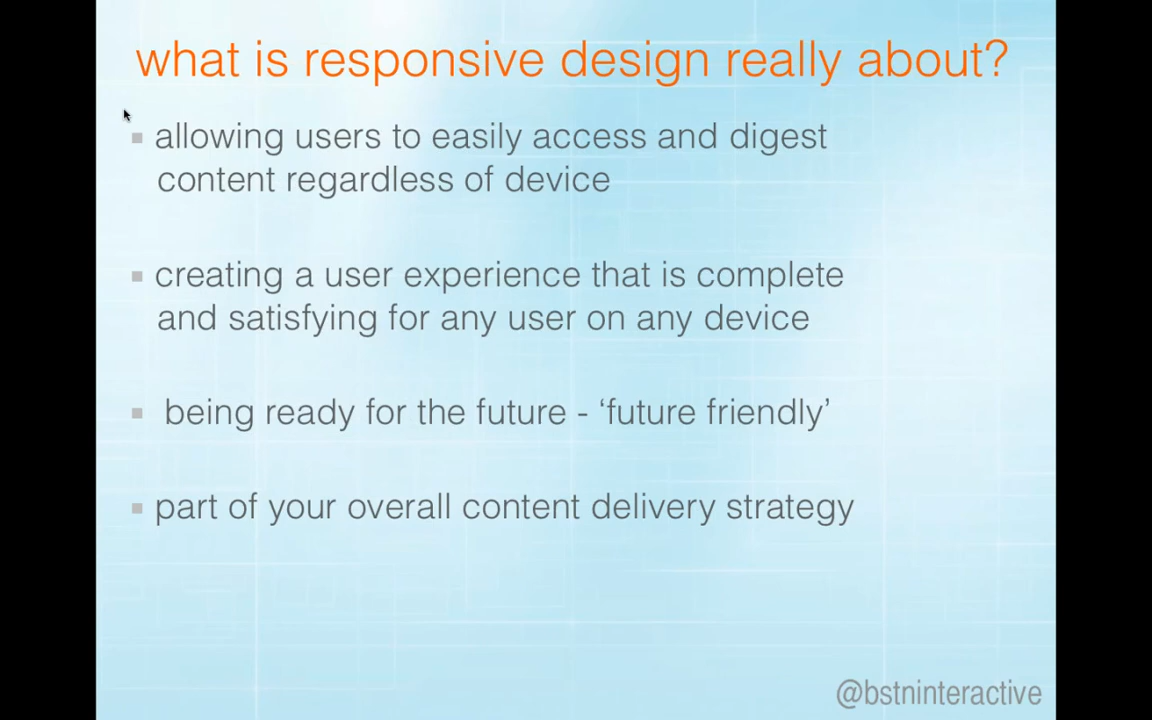 what is responsive design really about?
allowing users to easily access and digest
content regardless of device
creating a user experience that is complete
and satisfying for any user on any device
being ready for the future - ‘future friendly’
part of your overall content delivery strategy
@bstninteractive